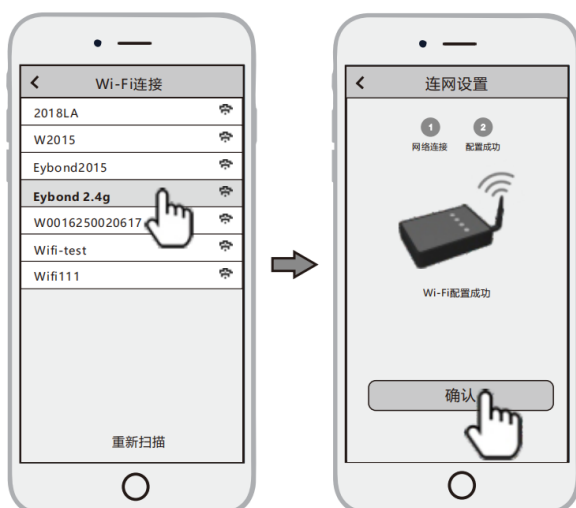 Wi-Fi连接
2018LA
W2015
Eybond2015
Eybond 2.4g
W0016250020617
Wifi-test
Wifi111
重新扫描
连网设置
1 2
网络连接 配置成功
Wi-Fi配置成功
确认